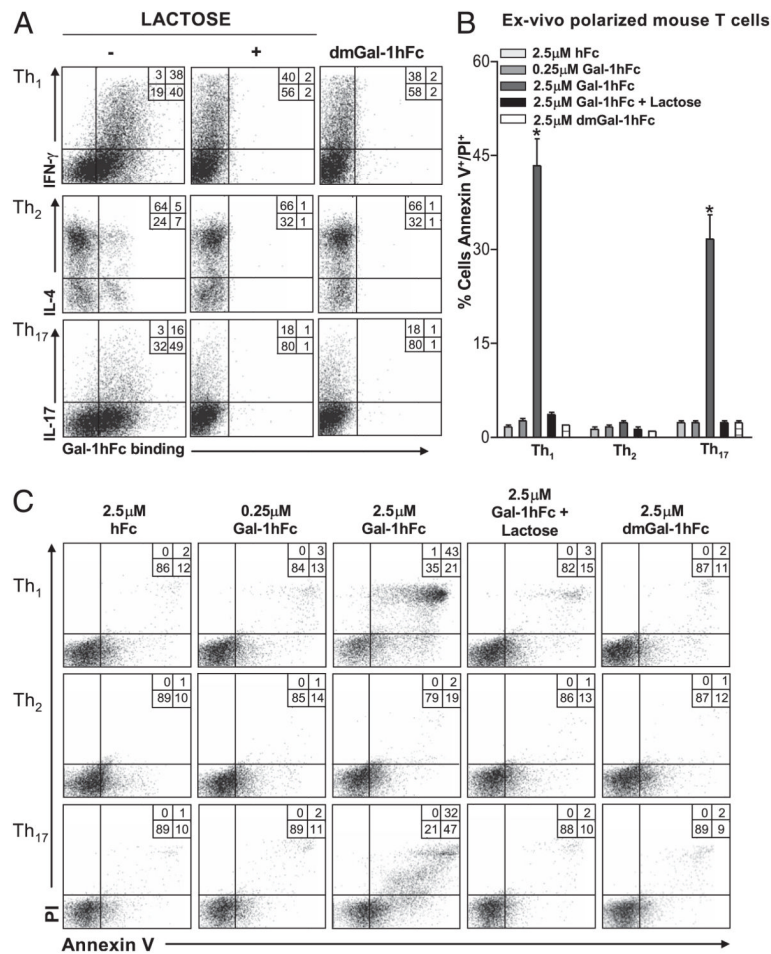 A
LACTOSE
- + dmGal-1hFc
Th1
3 38
19 40
40 2
56 2
38 2
58 2
IFN-γ
Th2
64 5
24 7
66 1
32 1
66 1
32 1
IL-4
Th17
3 16
32 49
18 1
80 1
18 1
80 1
IL-17
Gal-1hFc binding
B Ex-vivo polarized mouse T cells
60
45
30
15
0
% Cells Annexin V+/PI+
2.5μM hFc
0.25μM Gal-1hFc
2.5μM Gal-1hFc
2.5μM Gal-1hFc + Lactose
2.5μM dmGal-1hFc
* *
Th1 Th2 Th17
C
2.5μM
hFc
0.25μM
Gal-1hFc
2.5μM
Gal-1hFc
2.5μM
Gal-1hFc +
Lactose
2.5μM
dmGal-1hFc
Th1
0 2
86 12
0 3
84 13
1 43
35 21
0 3
82 15
0 2
87 11
Th2
0 1
89 10
0 1
85 14
0 2
79 19
0 1
86 13
0 1
87 12
Th17
0 1
89 10
0 2
89 11
0 32
21 47
0 2
88 10
0 2
89 9
PI
Annexin V